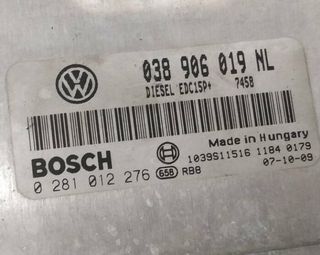 038 906 019 NL
DIESEL EDC15P+ 7458
Made in Hungary
BOSCH
1039S11516 1184 0179
0 281 012 276 658 RB8 07-10-09